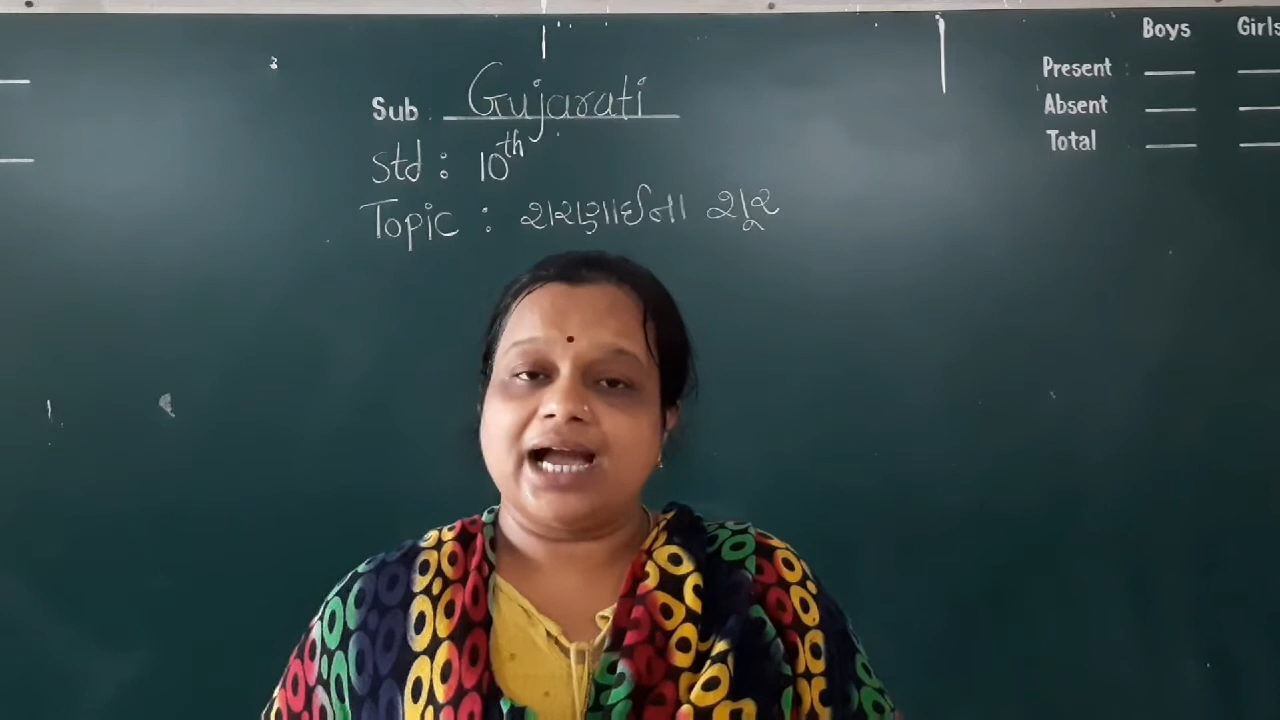 Sub Gujarati
Std : 10th
Topic : શરણાઈના શૂર
Boys Girls
Present
Absent
Total